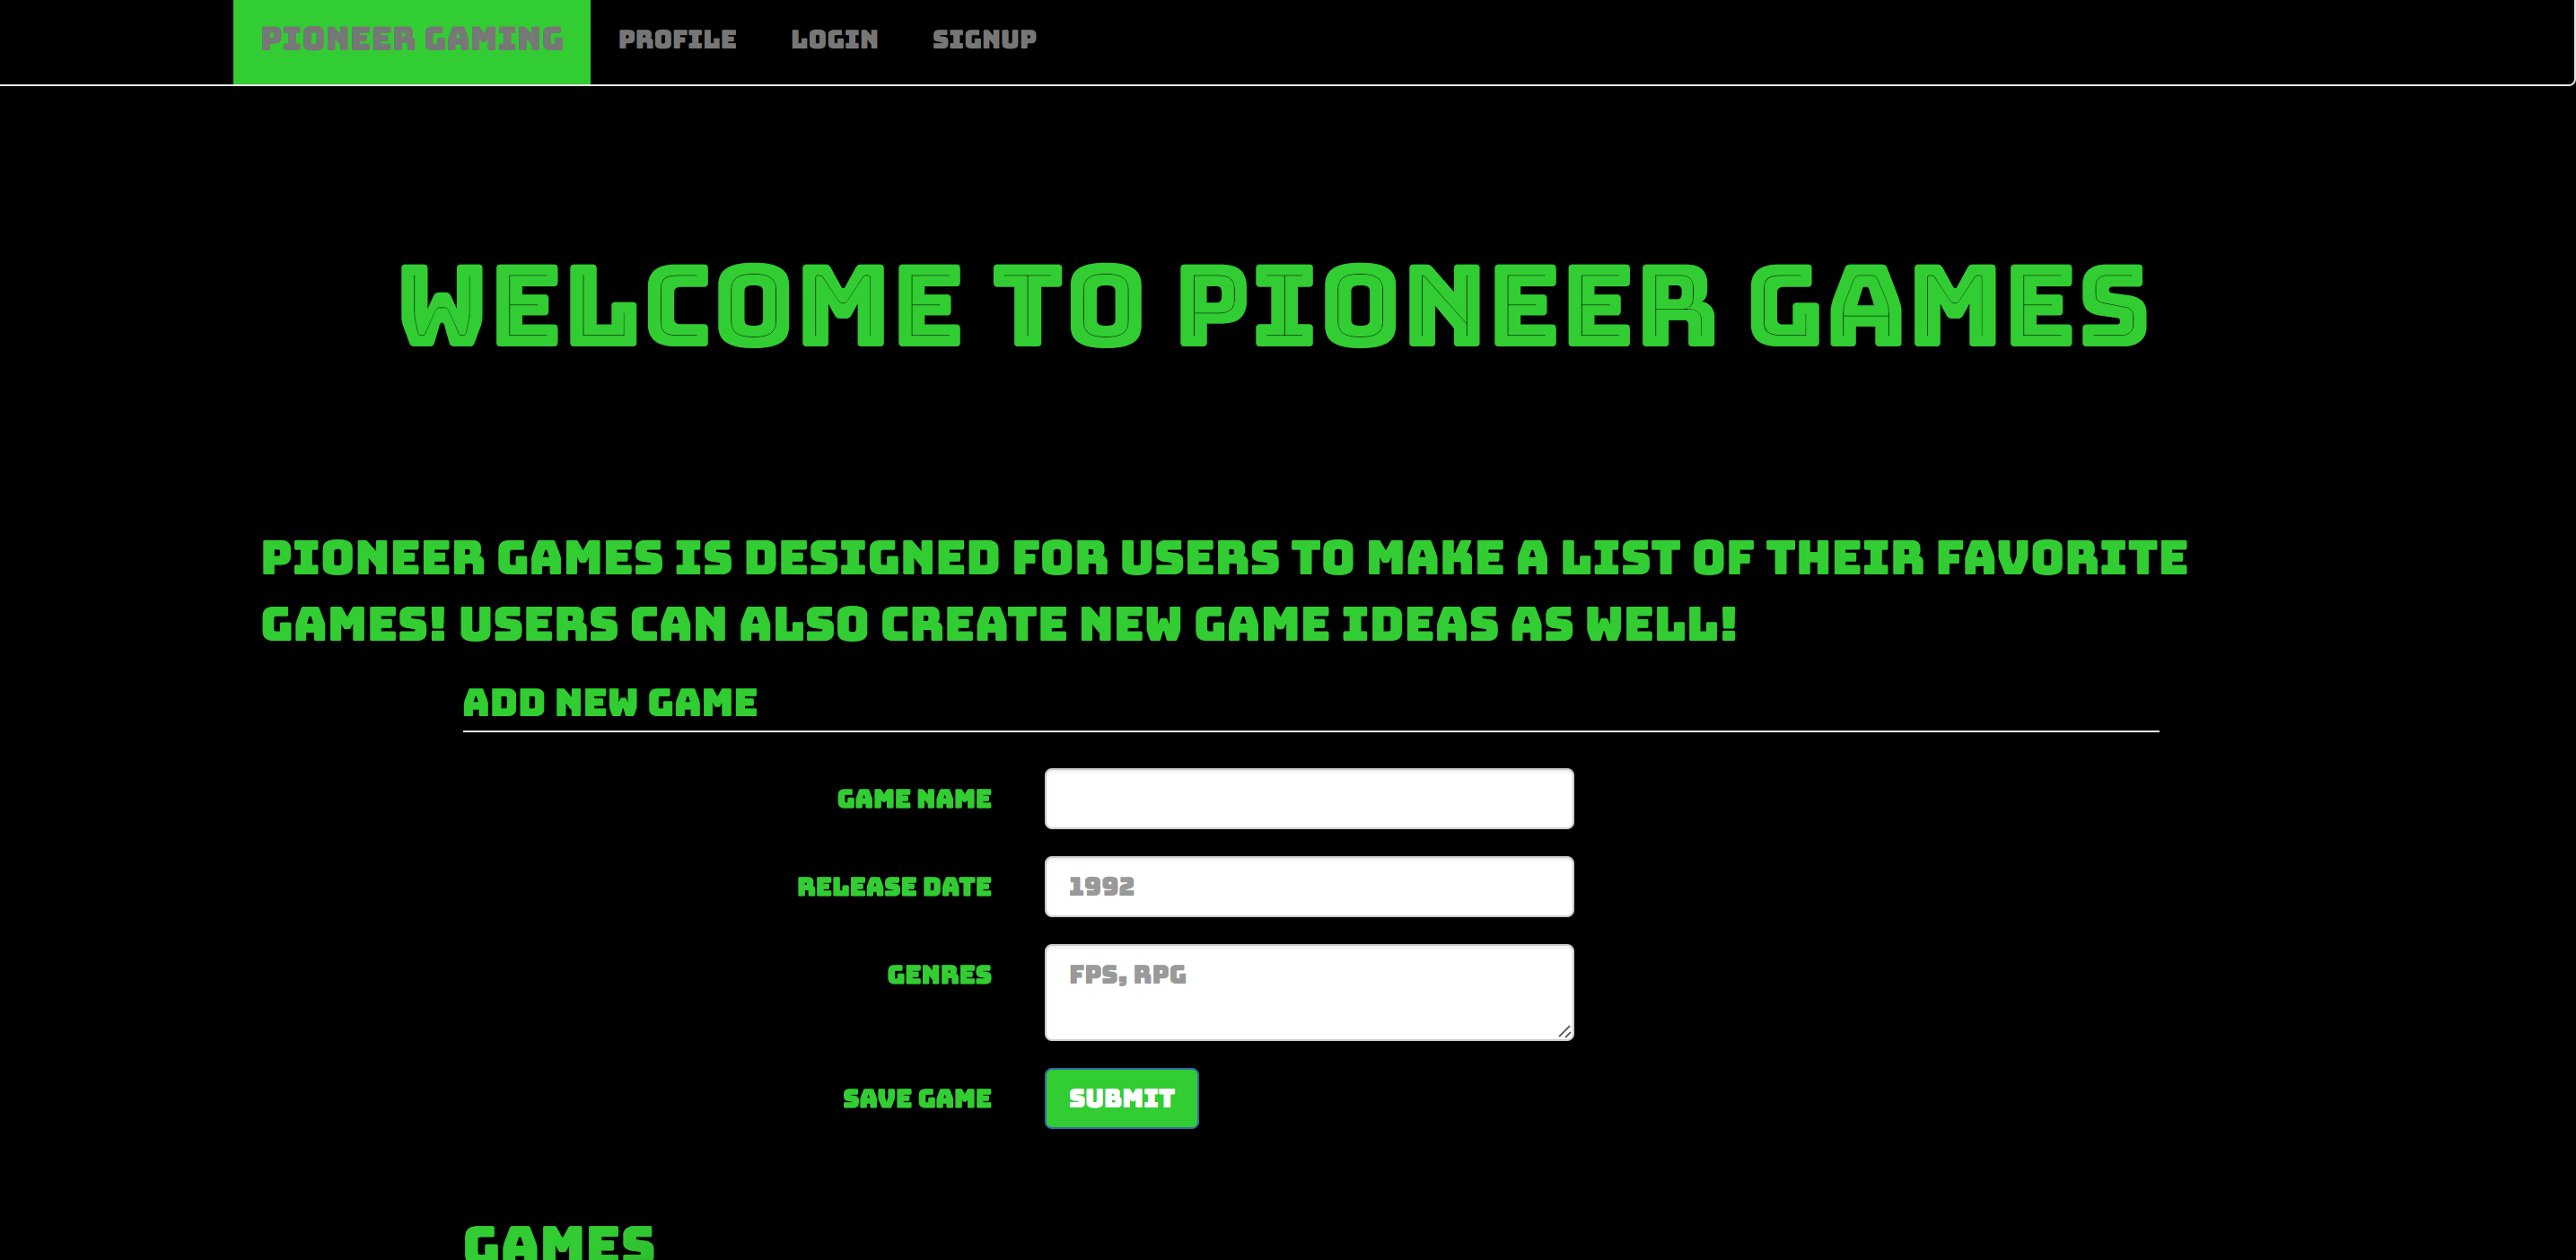 PIONEER GAMING PROFILE LOGIN SIGNUP
WELCOME TO PIONEER GAMES
PIONEER GAMES IS DESIGNED FOR USERS TO MAKE A LIST OF THEIR FAVORITE
GAMES! USERS CAN ALSO CREATE NEW GAME IDEAS AS WELL!
ADD NEW GAME
GAME NAME
RELEASE DATE 1992
GENRES FPS, RPG
SAVE GAME SUBMIT
GAMES